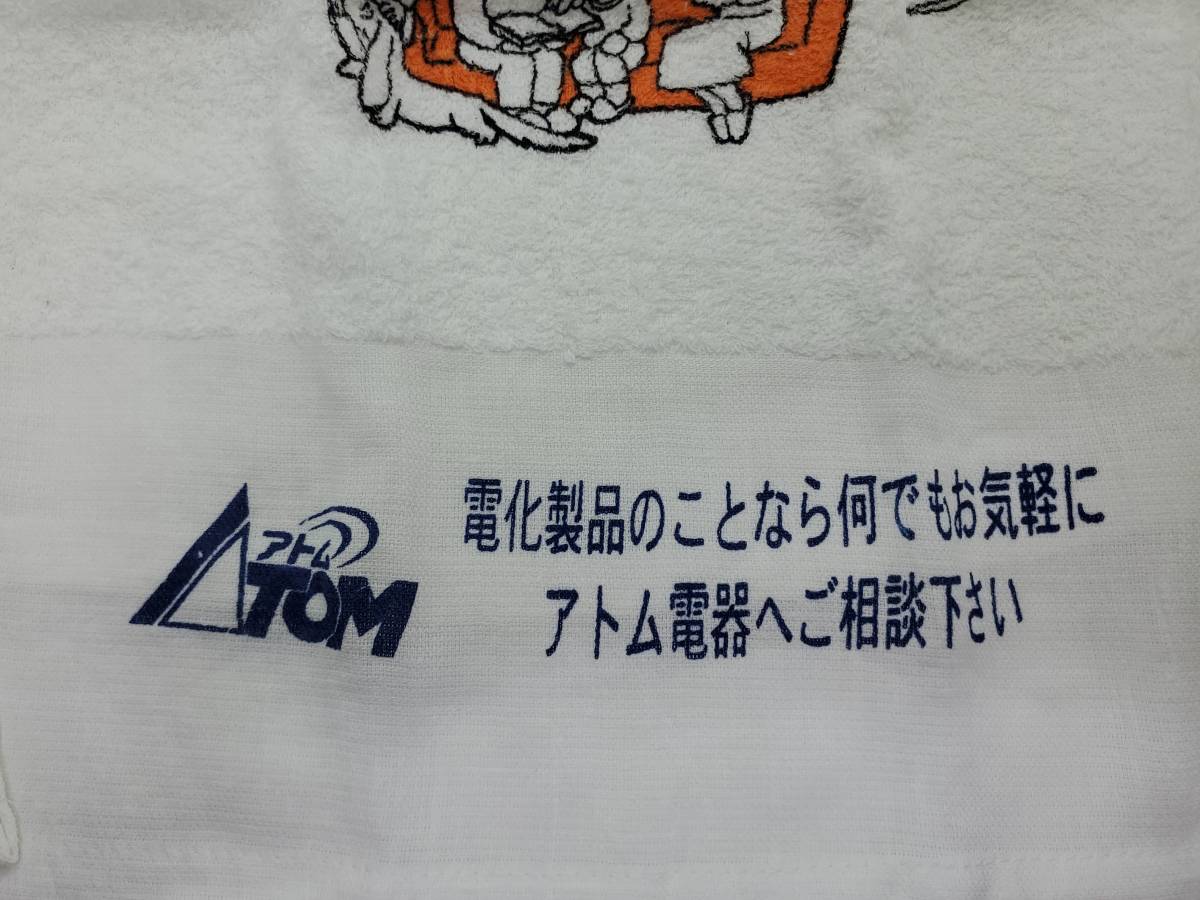 アトム
ATOM
電化製品のことなら何でもお気軽に
アトム電器へご相談下さい